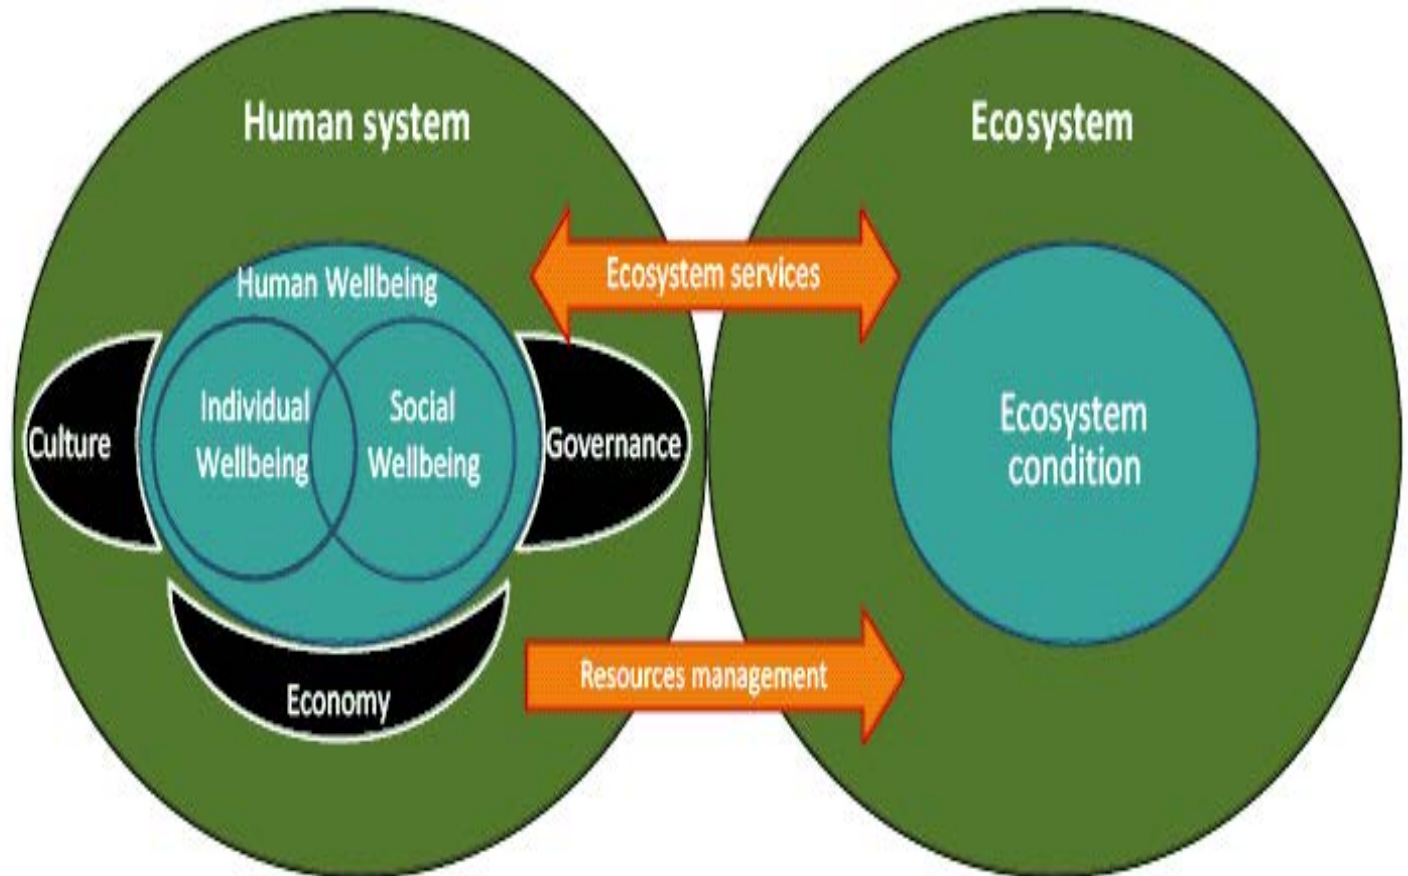 Human system
Ecosystem
Ecosystem services
Human Wellbeing
Individual
Wellbeing
Social
Wellbeing
Culture
Governance
Ecosystem
condition
Resources management
Economy